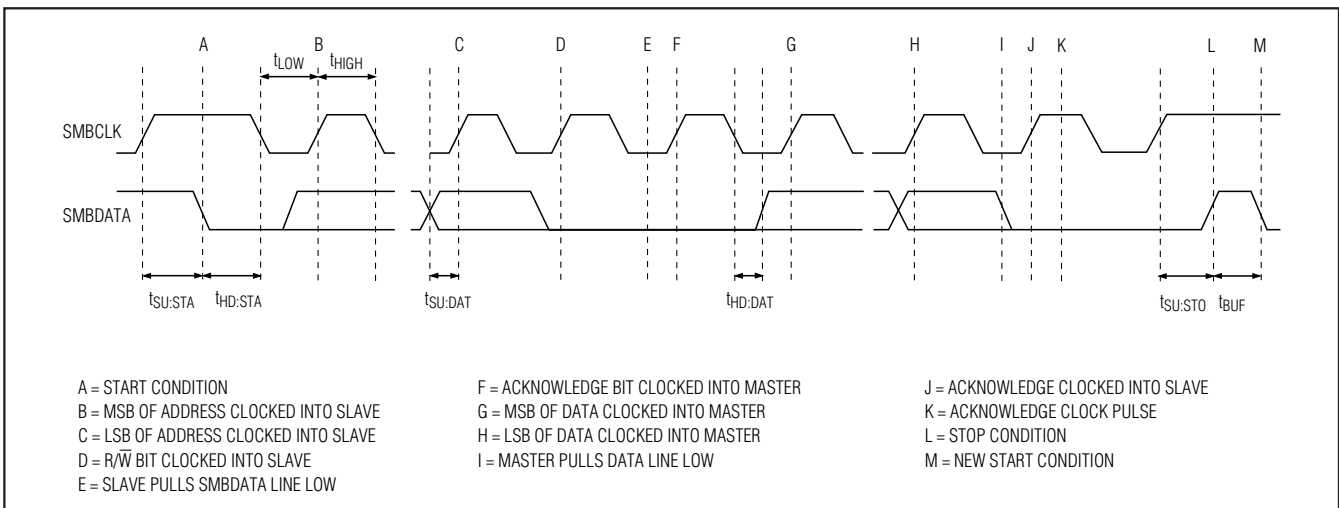 A B C D E F G H I J K L M
tLOW tHIGH
SMBCLK
SMBDATA
tSU:STA tHD:STA tSU:DAT tHD:DAT tSU:STO tBUF
A = START CONDITION
B = MSB OF ADDRESS CLOCKED INTO SLAVE
C = LSB OF ADDRESS CLOCKED INTO SLAVE
D = R/W̅ BIT CLOCKED INTO SLAVE
E = SLAVE PULLS SMBDATA LINE LOW
F = ACKNOWLEDGE BIT CLOCKED INTO MASTER
G = MSB OF DATA CLOCKED INTO MASTER
H = LSB OF DATA CLOCKED INTO MASTER
I = MASTER PULLS DATA LINE LOW
J = ACKNOWLEDGE CLOCKED INTO SLAVE
K = ACKNOWLEDGE CLOCK PULSE
L = STOP CONDITION
M = NEW START CONDITION